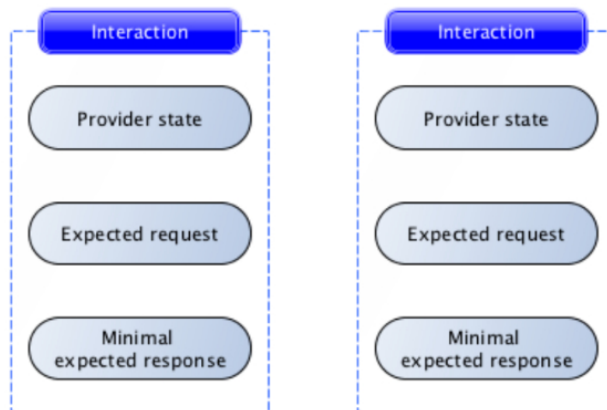 Interaction
Provider state
Expected request
Minimal
expected response
Interaction
Provider state
Expected request
Minimal
expected response